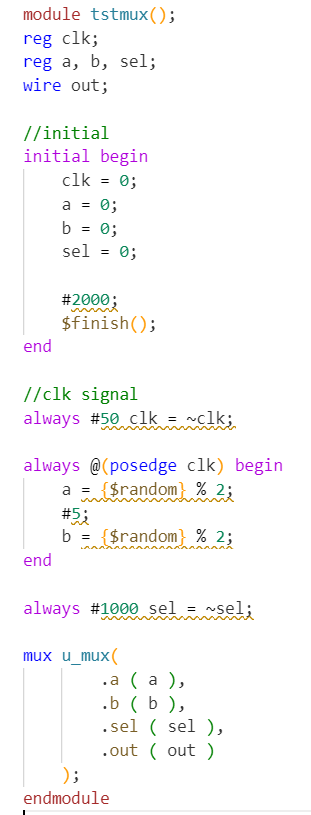 module tstmux();
reg clk;
reg a, b, sel;
wire out;

//initial
initial begin
    clk = 0;
    a = 0;
    b = 0;
    sel = 0;

    #2000;
    $finish();
end

//clk signal
always #50 clk = ~clk;

always @(posedge clk) begin
    a = {$random} % 2;
    #5;
    b = {$random} % 2;
end

always #1000 sel = ~sel;

mux u_mux(
        .a ( a ),
        .b ( b ),
        .sel ( sel ),
        .out ( out )
    );
endmodule